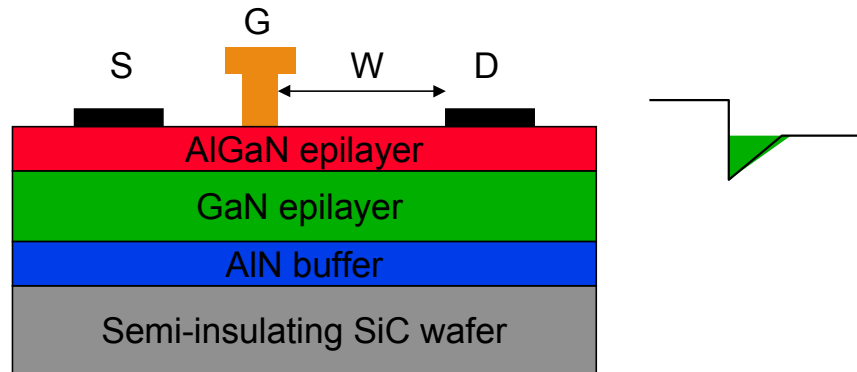 G
S
W
D
AlGaN epilayer
GaN epilayer
AlN buffer
Semi-insulating SiC wafer